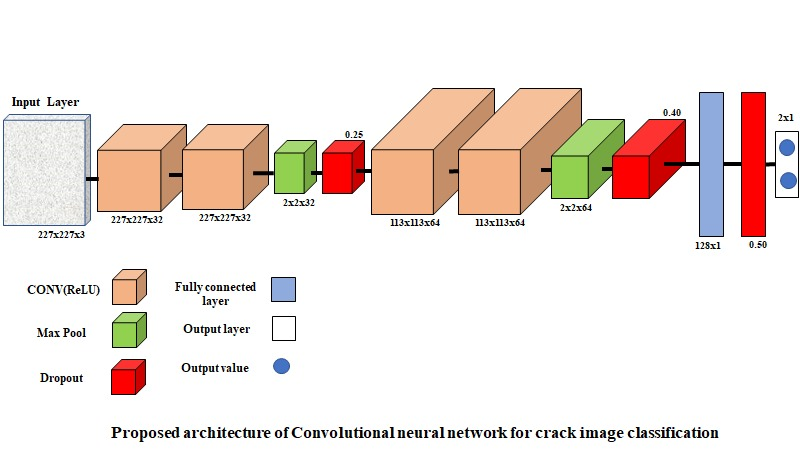 Input Layer
227x227x3
227x227x32
227x227x32
2x2x32
0.25
113x113x64
113x113x64
2x2x64
0.40
128x1
0.50
2x1
CONV(ReLU)
Max Pool
Dropout
Fully connected
layer
Output layer
Output value
Proposed architecture of Convolutional neural network for crack image classification